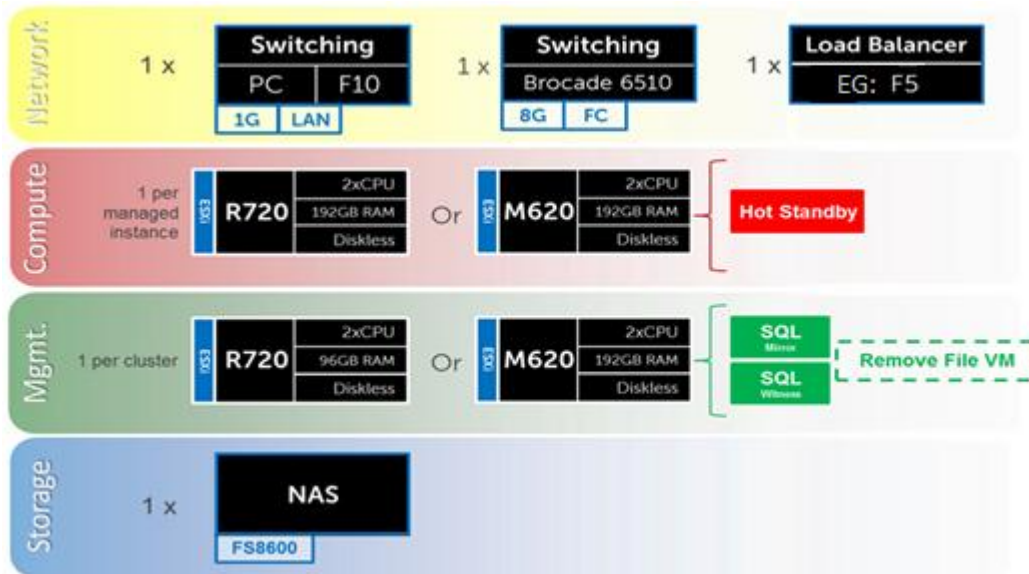 Network
1 x
Switching
PC F10
1G LAN
1 x
Switching
Brocade 6510
8G FC
1 x
Load Balancer
EG: F5
Compute
1 per
managed
instance
ESXi
R720
2xCPU
192GB RAM
Diskless
Or
ESXi
M620
2xCPU
192GB RAM
Diskless
Hot Standby
Mgmt.
1 per cluster
ESXi
R720
2xCPU
96GB RAM
Diskless
Or
ESXi
M620
2xCPU
192GB RAM
Diskless
SQL
Mirror
SQL
Witness
Remove File VM
Storage
1 x
NAS
FS8600